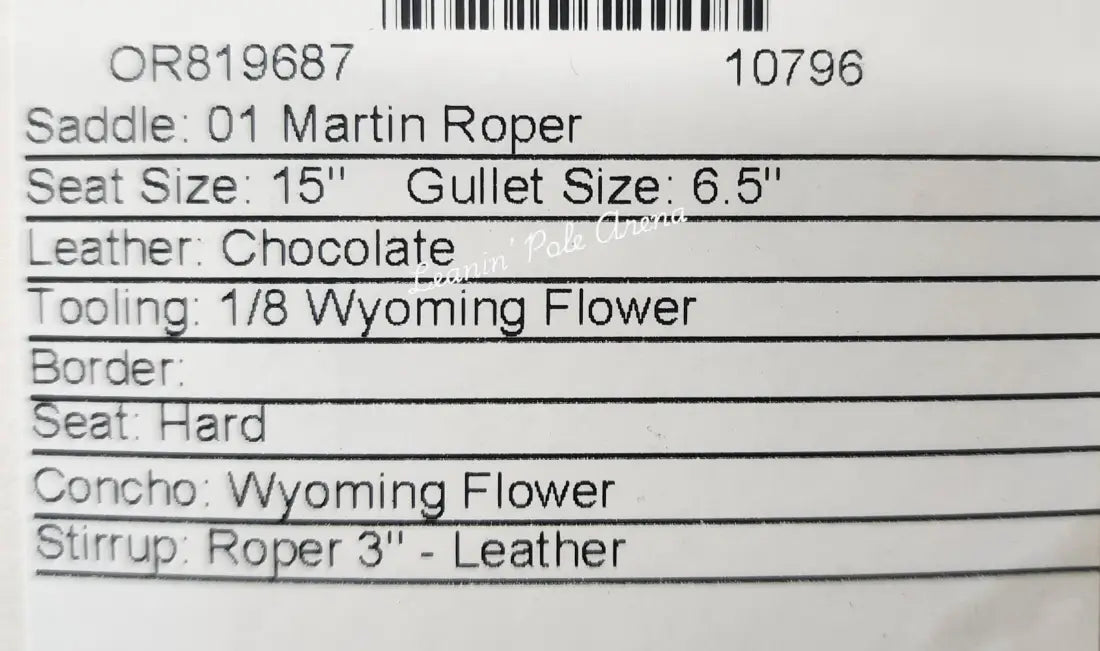 OR819687 10796
Saddle: 01 Martin Roper
Seat Size: 15" Gullet Size: 6.5"
Leather: Chocolate
Leanin' Pole Arena
Tooling: 1/8 Wyoming Flower
Border:
Seat: Hard
Concho: Wyoming Flower
Stirrup: Roper 3" - Leather